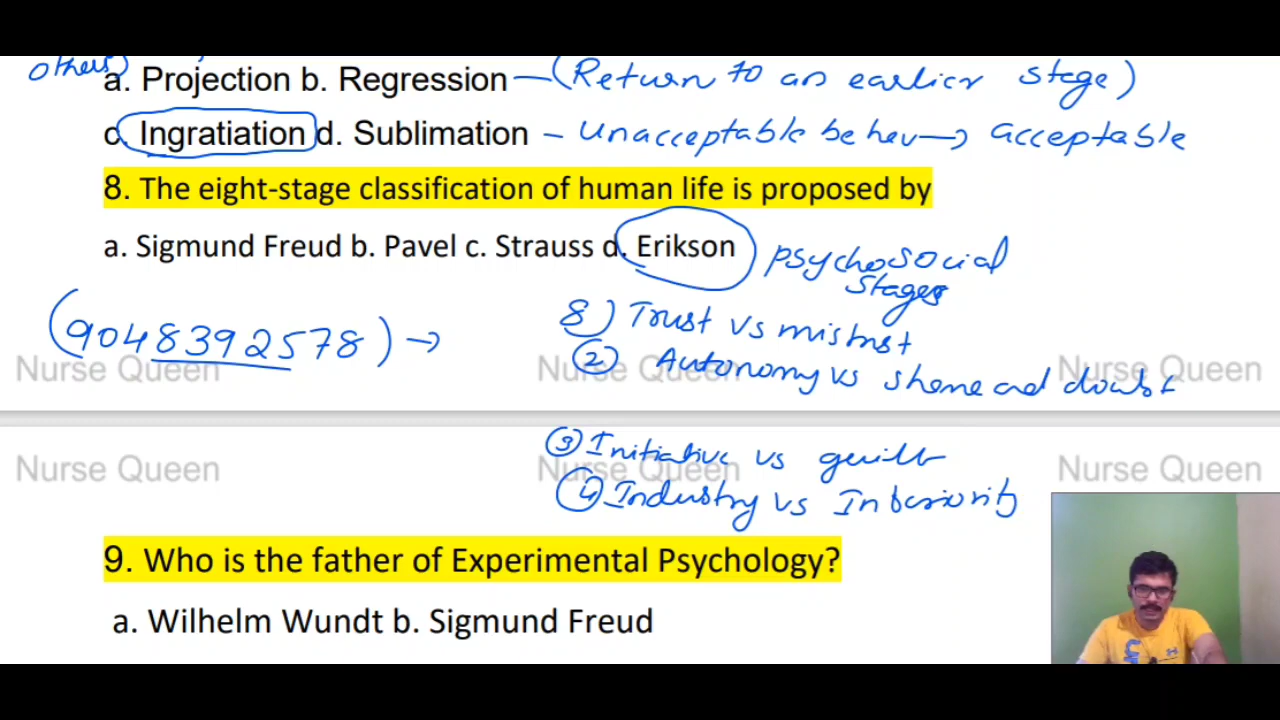 others)
a. Projection b. Regression — (Return to an earlier stage)
c. Ingratiation d. Sublimation – unacceptable behav → acceptable
8. The eight-stage classification of human life is proposed by
a. Sigmund Freud b. Pavel c. Strauss d. Erikson
psychosocial
stages
(9048392578) →
8) Trust vs mistrust
Nurse Queen Nurse Queen Nurse Queen
(2) Autonomy vs shame and doubt
(3) Initiative vs guilt
Nurse Queen Nurse Queen Nurse Queen
(4) Industry vs Inferiority
9. Who is the father of Experimental Psychology?
a. Wilhelm Wundt b. Sigmund Freud